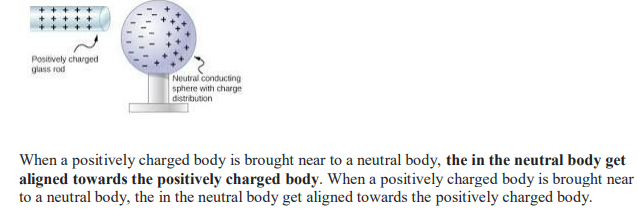 Positively charged
glass rod
Neutral conducting
sphere with charge
distribution
When a positively charged body is brought near to a neutral body, the in the neutral body get
aligned towards the positively charged body. When a positively charged body is brought near
to a neutral body, the in the neutral body get aligned towards the positively charged body.